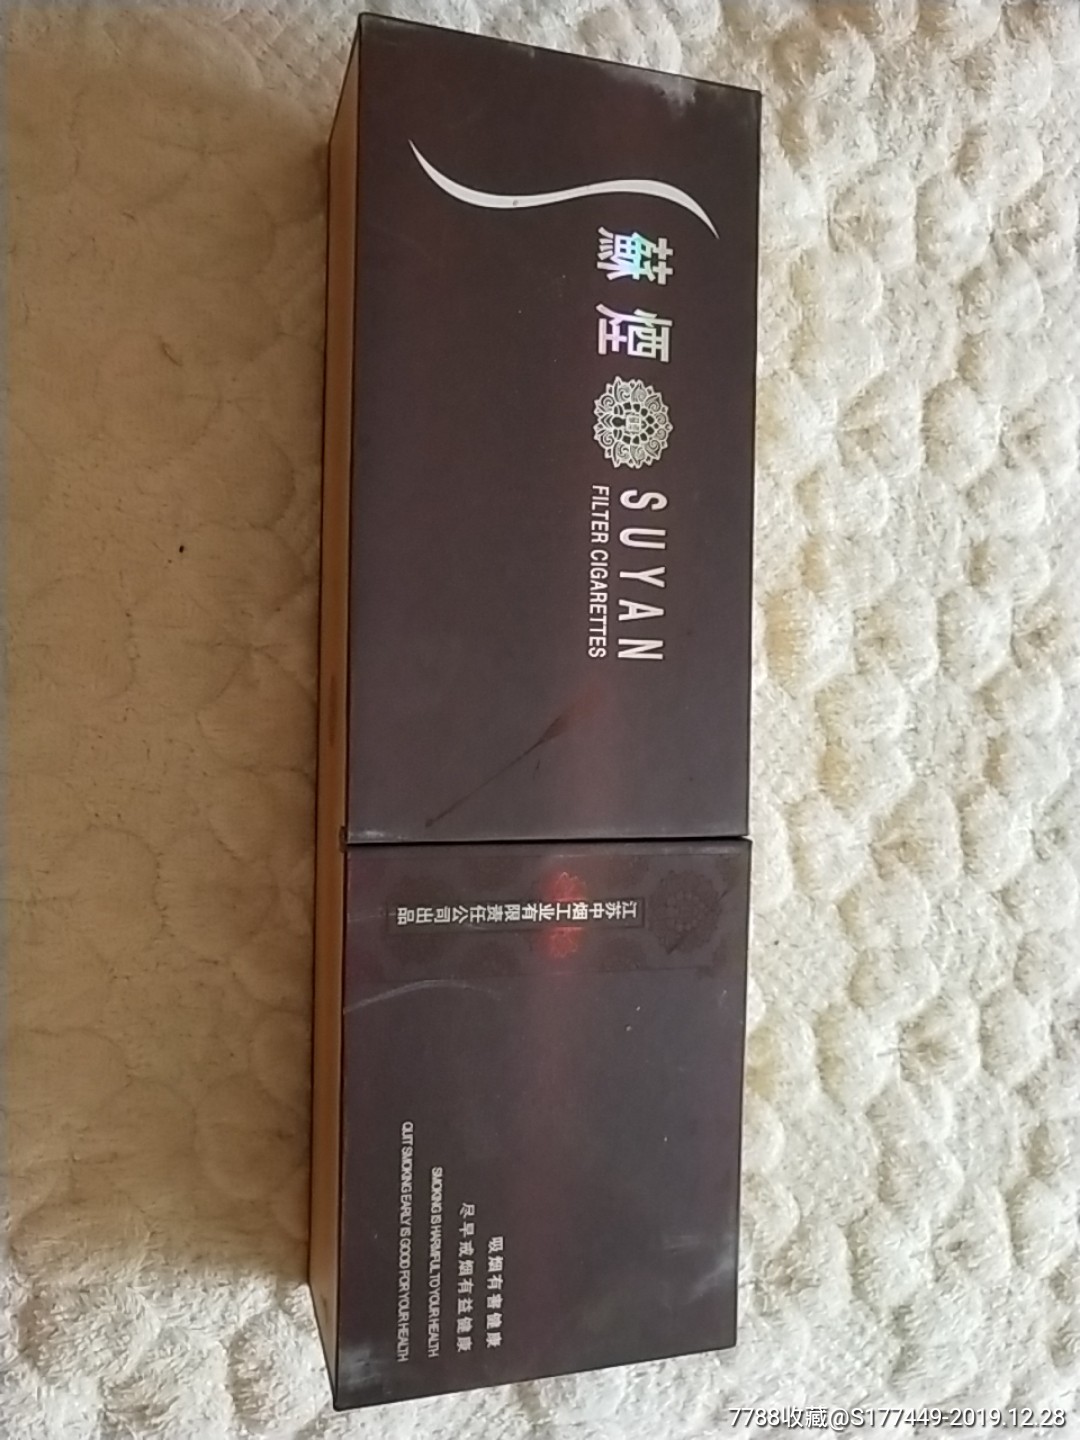 蘇煙
SUYAN
FILTER CIGARETTES
江苏中烟工业有限责任公司出品
吸烟有害健康
尽早戒烟有益健康
SMOKING IS HARMFUL TO YOUR HEALTH
QUIT SMOKING EARLY IS GOOD FOR YOUR HEALTH
7788收藏@S177449-2019.12.28